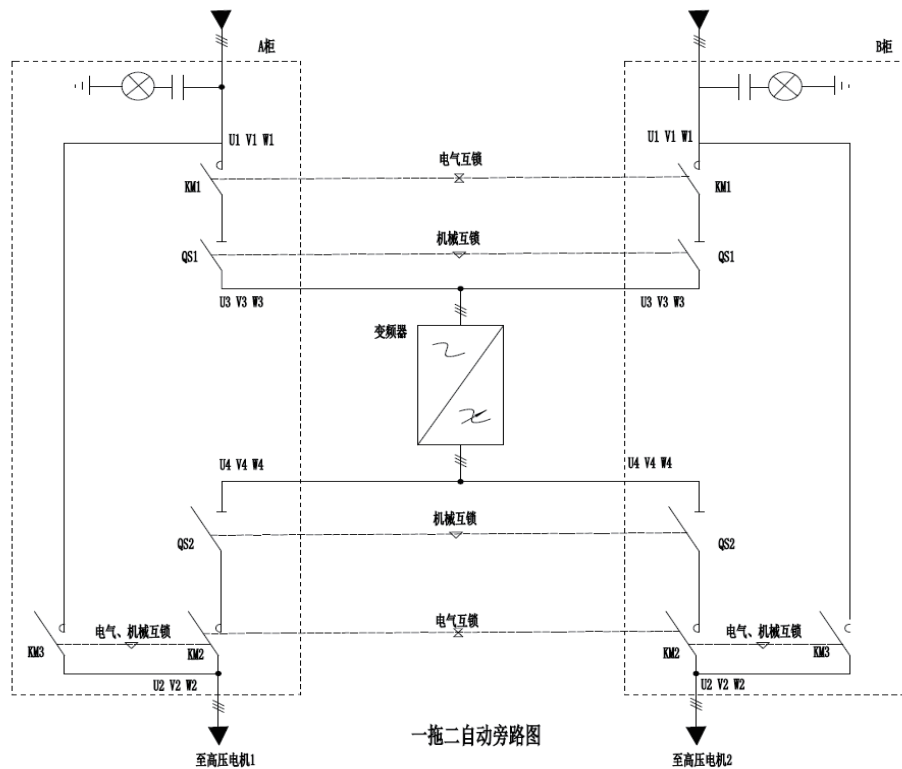 A柜
B柜
U1 V1 W1
U1 V1 W1
电气互锁
KM1
KM1
机械互锁
QS1
QS1
U3 V3 W3
U3 V3 W3
变频器
U4 V4 W4
U4 V4 W4
机械互锁
QS2
QS2
电气互锁
电气、机械互锁
电气、机械互锁
KM3
KM2
KM2
KM3
U2 V2 W2
U2 V2 W2
一拖二自动旁路图
至高压电机1
至高压电机2